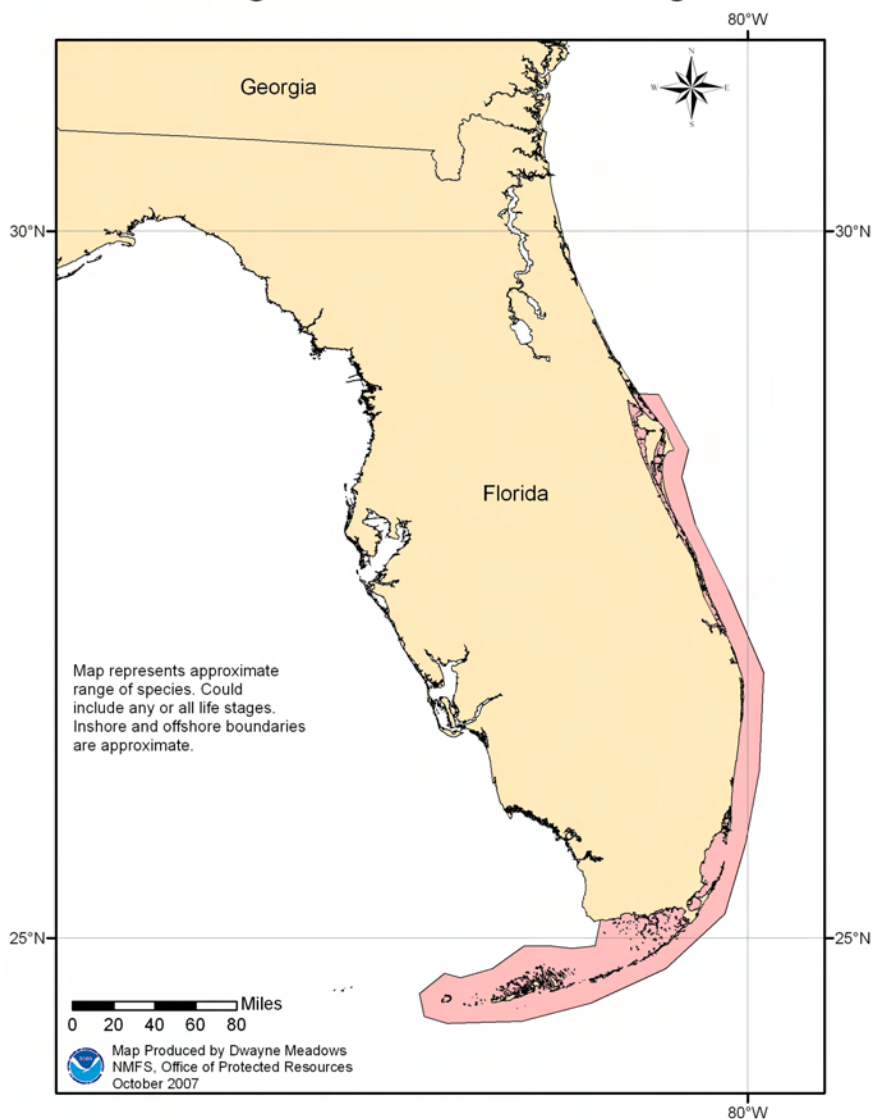 80°W
N
W E
S
Georgia
30°N 30°N
Florida
Map represents approximate
range of species. Could
include any or all life stages.
Inshore and offshore boundaries
are approximate.
25°N 25°N
Miles
0 20 40 60 80
Map Produced by Dwayne Meadows
NMFS, Office of Protected Resources
October 2007
80°W